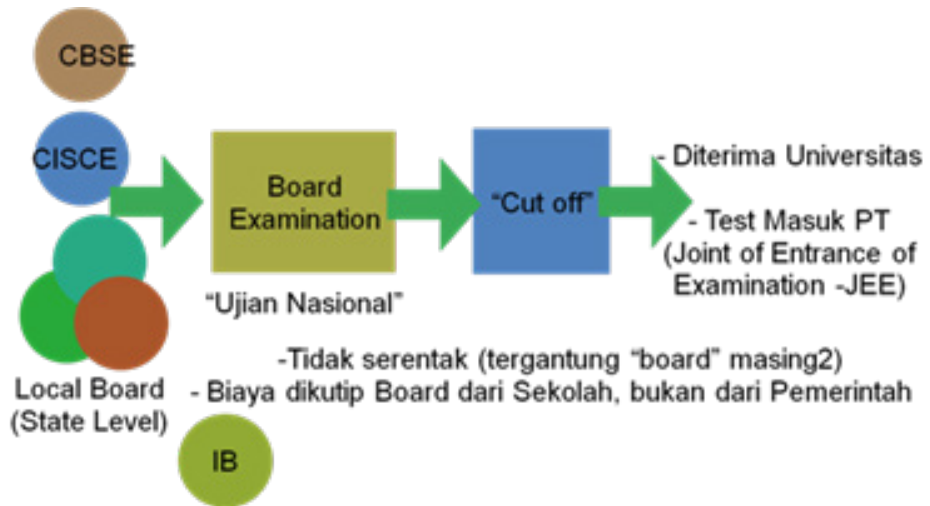 CBSE
CISCE
Local Board
(State Level)
IB
Board
Examination
“Ujian Nasional”
“Cut off”
- Diterima Universitas
- Test Masuk PT
(Joint of Entrance of
Examination -JEE)
-Tidak serentak (tergantung “board” masing2)
- Biaya dikutip Board dari Sekolah, bukan dari Pemerintah